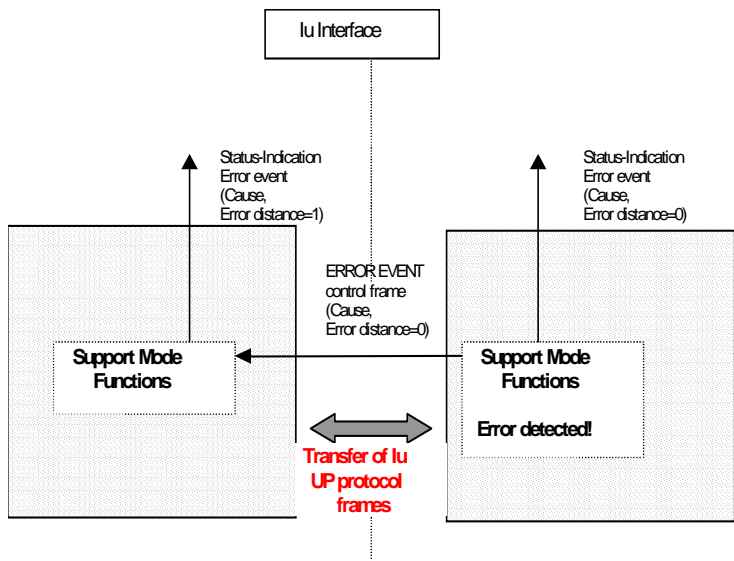 Iu Interface
Status-Indication
Error event
(Cause,
Error distance=1)
Status-Indication
Error event
(Cause,
Error distance=0)
ERROR EVENT
control frame
(Cause,
Error distance=0)
Support Mode
Functions
Support Mode
Functions
Error detected!
Transfer of Iu
UP protocol
frames